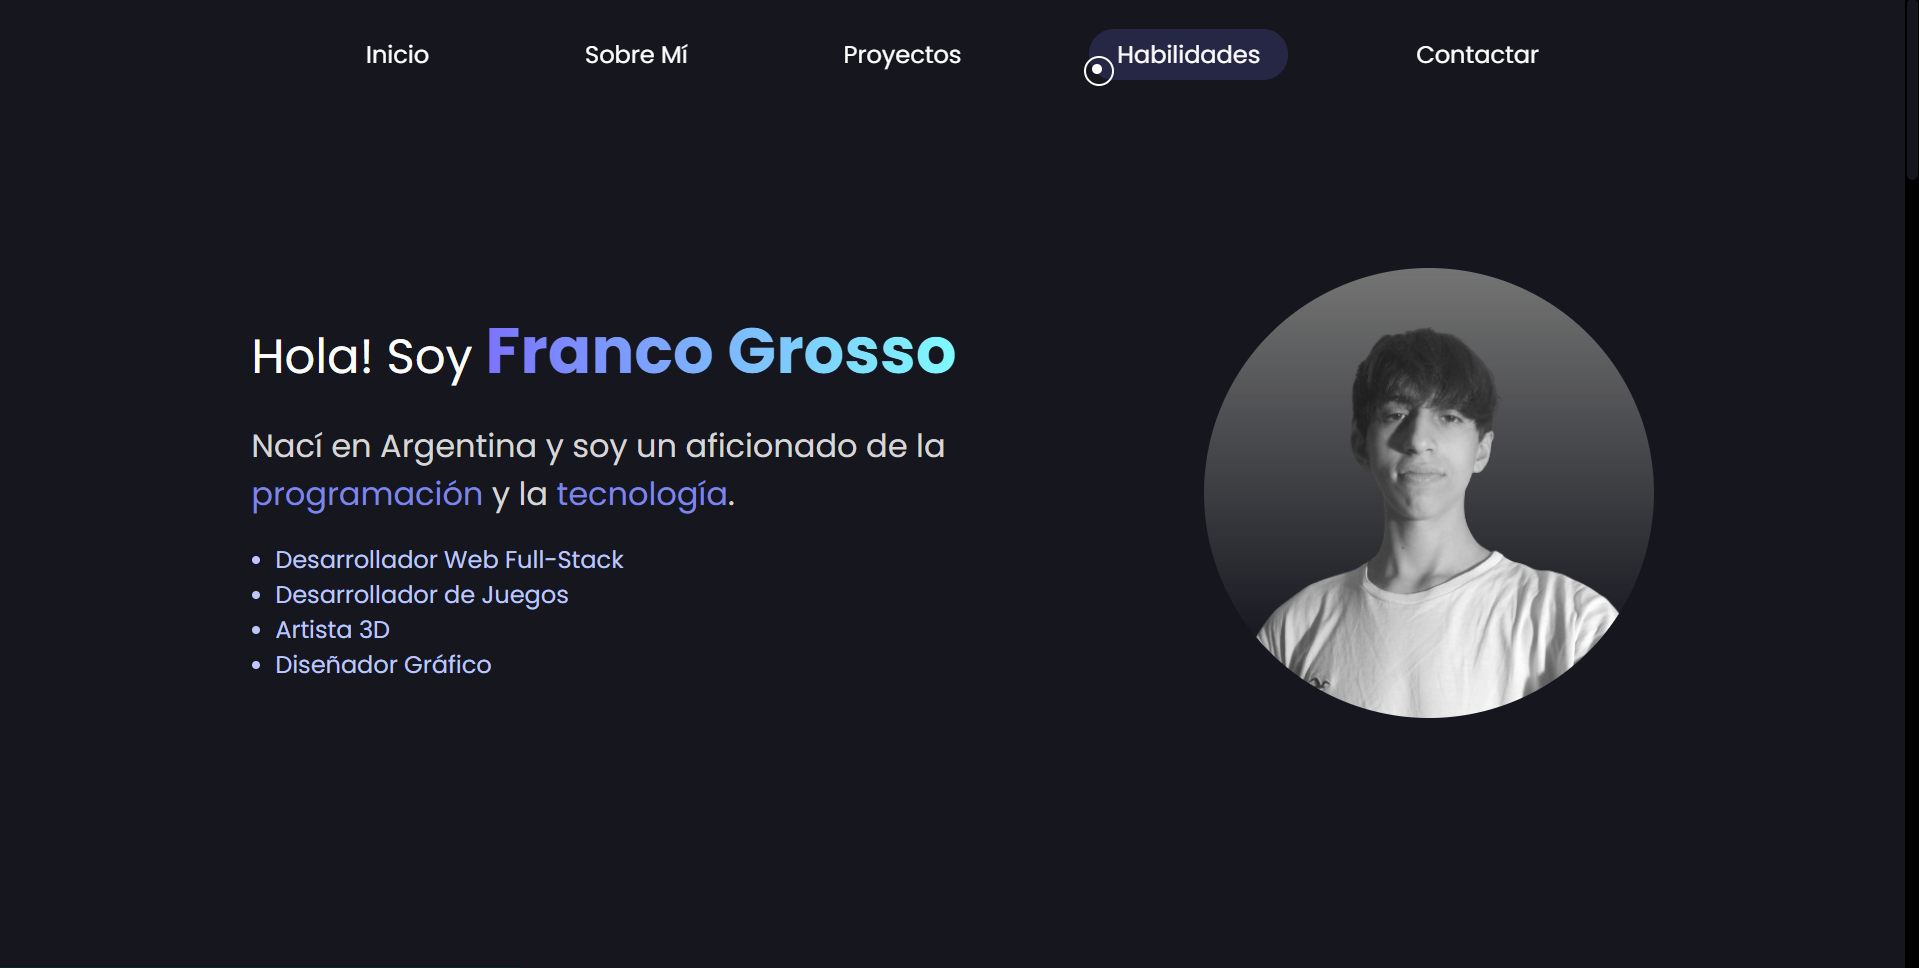 Inicio
Sobre Mí
Proyectos
Habilidades
Contactar
Hola! Soy Franco Grosso
Nací en Argentina y soy un aficionado de la
programación y la tecnología.
• Desarrollador Web Full-Stack
• Desarrollador de Juegos
• Artista 3D
• Diseñador Gráfico